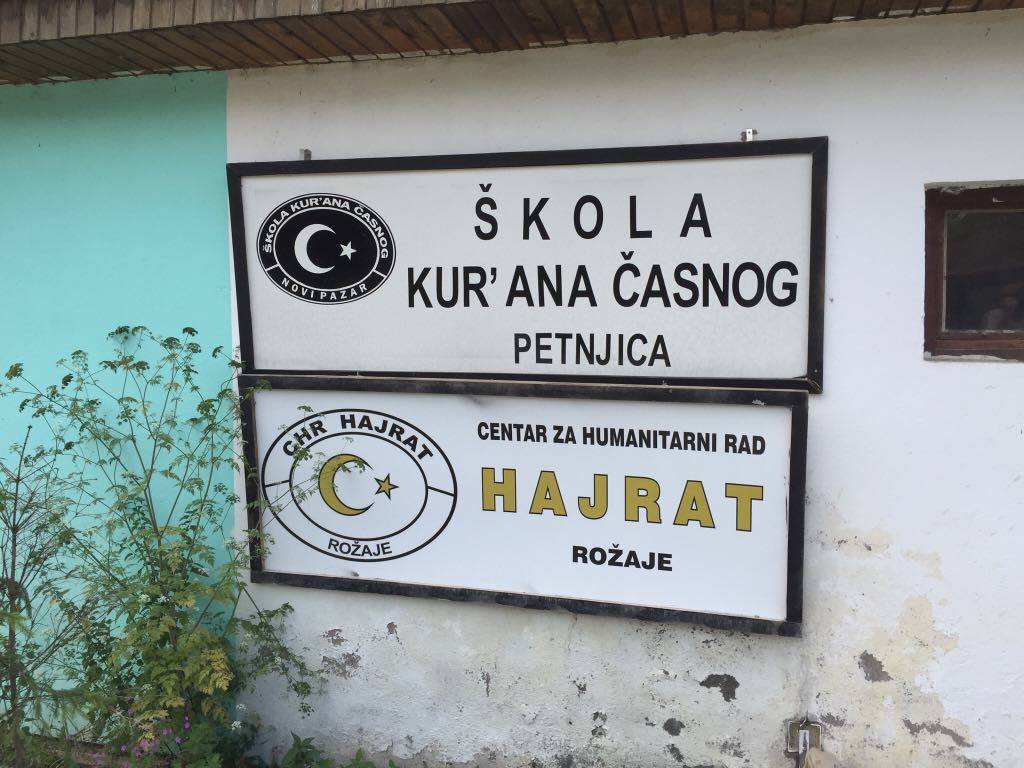 ŠKOLA KUR'ANA ČASNOG
NOVI PAZAR
ŠKOLA
KUR'ANA ČASNOG
PETNJICA
CHR HAJRAT
ROŽAJE
CENTAR ZA HUMANITARNI RAD
HAJRAT
ROŽAJE